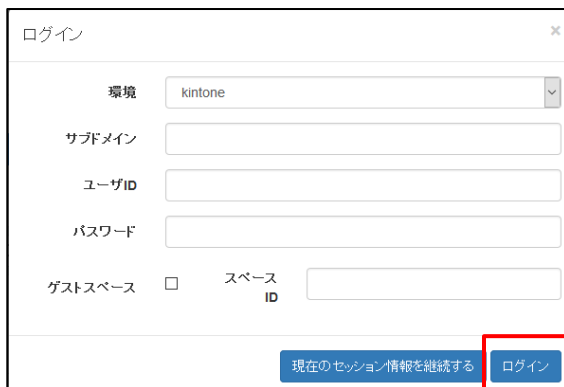 ログイン ×
環境 kintone
サブドメイン
ユーザID
パスワード
ゲストスペース スペース
ID
現在のセッション情報を継続する ログイン